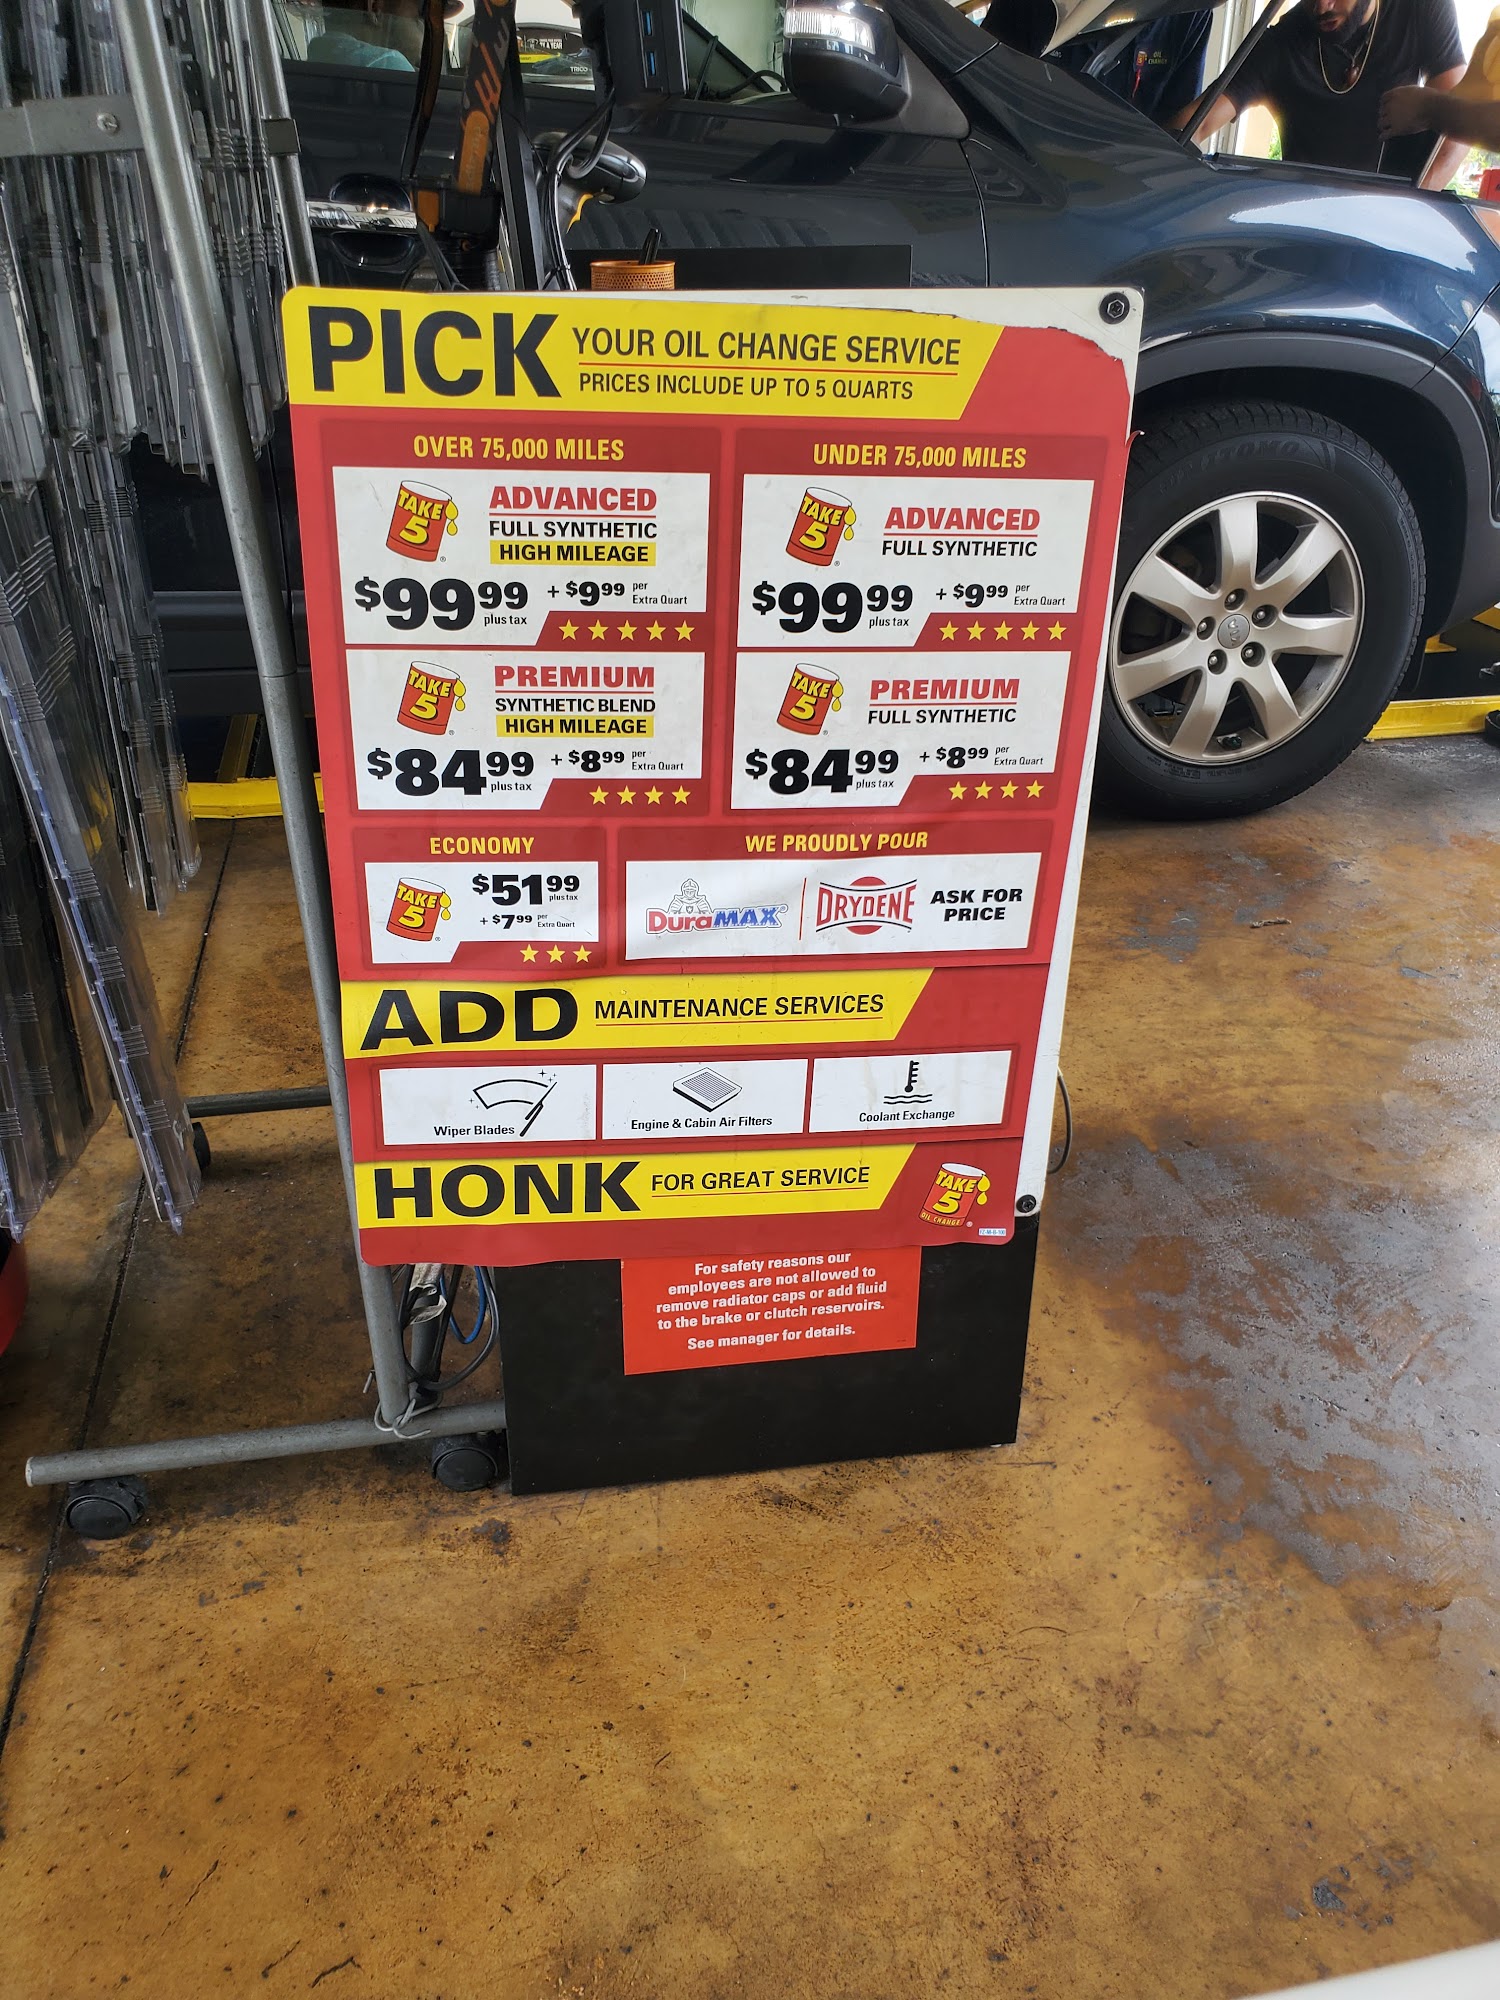 PICK YOUR OIL CHANGE SERVICE
PRICES INCLUDE UP TO 5 QUARTS
OVER 75,000 MILES
TAKE 5
ADVANCED
FULL SYNTHETIC
HIGH MILEAGE
$99.99 plus tax + $9.99 per Extra Quart
TAKE 5
PREMIUM
SYNTHETIC BLEND
HIGH MILEAGE
$84.99 plus tax + $8.99 per Extra Quart
UNDER 75,000 MILES
TAKE 5
ADVANCED
FULL SYNTHETIC
$99.99 plus tax + $9.99 per Extra Quart
TAKE 5
PREMIUM
FULL SYNTHETIC
$84.99 plus tax + $8.99 per Extra Quart
ECONOMY
TAKE 5
$51.99 plus tax
+ $7.99 per Extra Quart
WE PROUDLY POUR
DuraMAX DRYDENE ASK FOR PRICE
ADD MAINTENANCE SERVICES
Wiper Blades
Engine & Cabin Air Filters
Coolant Exchange
HONK FOR GREAT SERVICE
TAKE 5
OIL CHANGE
For safety reasons our
employees are not allowed to
remove radiator caps or add fluid
to the brake or clutch reservoirs.
See manager for details.
TRICO
OIL
CHANGE
KIA